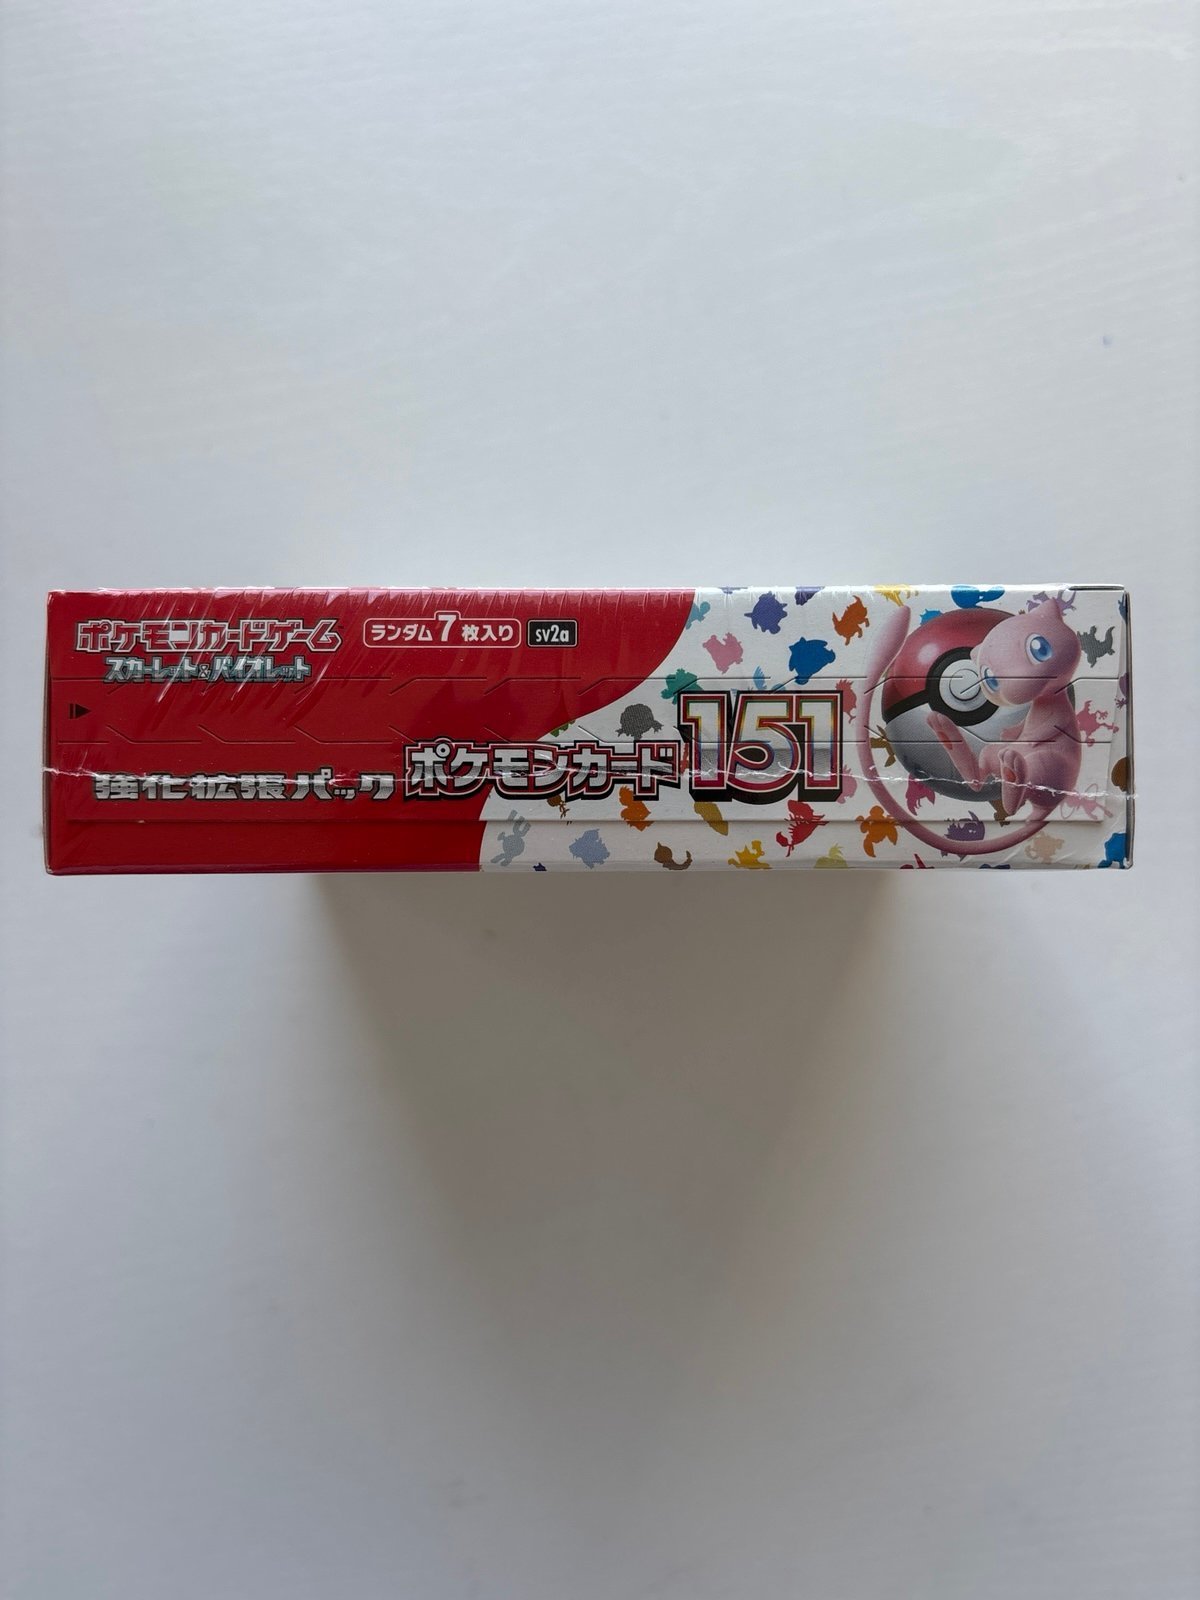 ポケモンカードゲーム ランダム7枚入り sv2a
スカーレット&バイオレット
強化拡張パック ポケモンカード151